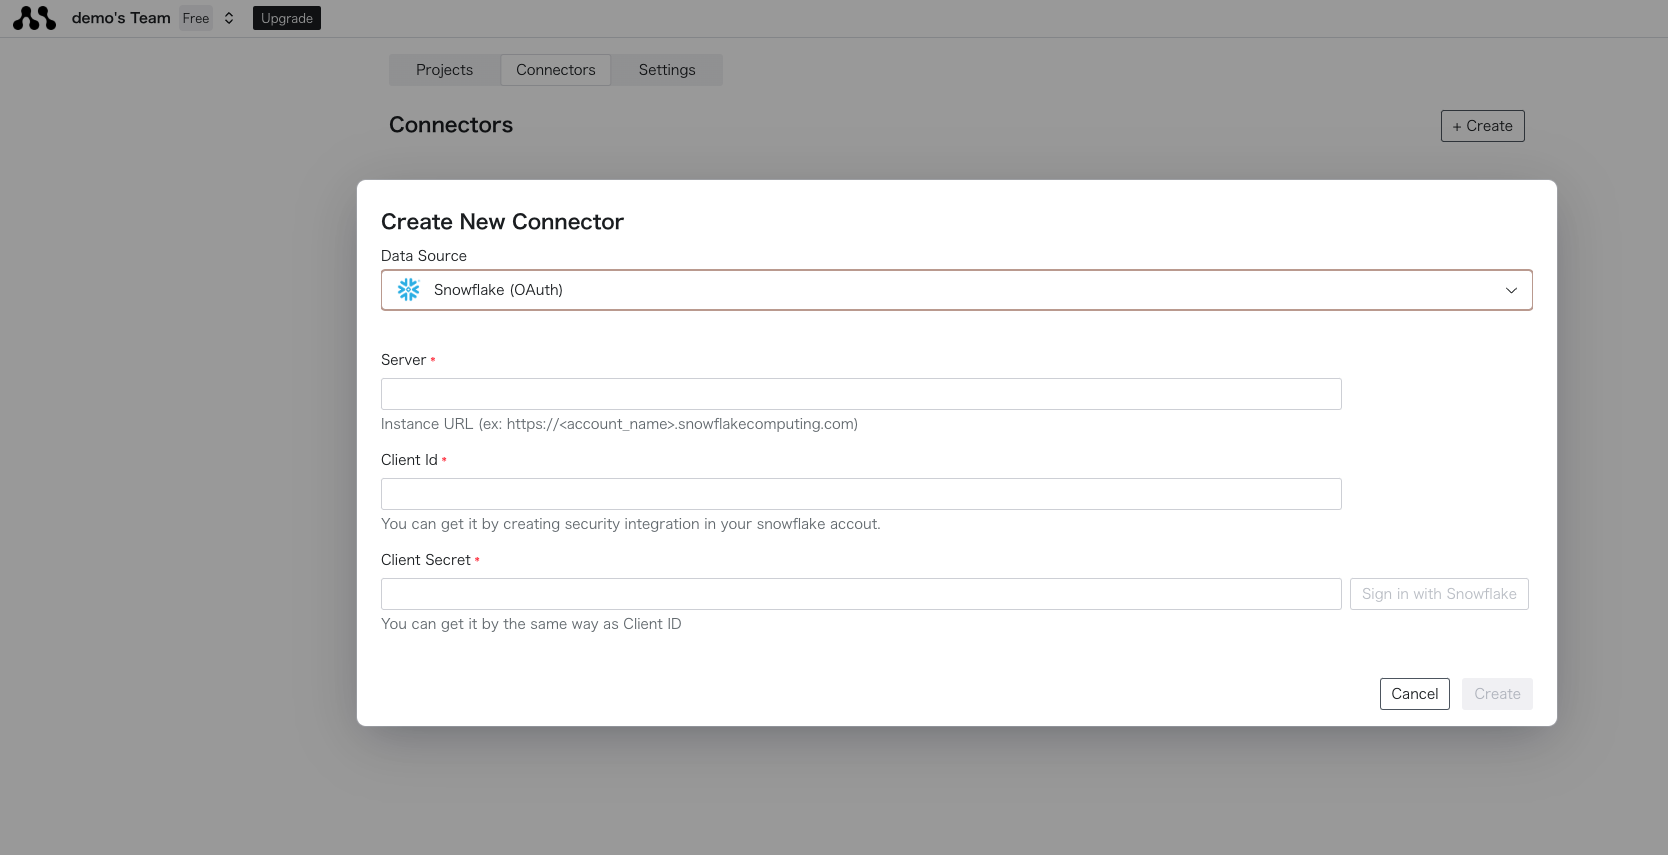 demo's Team Free Upgrade
Projects Connectors Settings
Connectors
+ Create
Create New Connector
Data Source
Snowflake (OAuth)
Server *
Instance URL (ex: https://<account_name>.snowflakecomputing.com)
Client Id *
You can get it by creating security integration in your snowflake accout.
Client Secret *
Sign in with Snowflake
You can get it by the same way as Client ID
Cancel Create